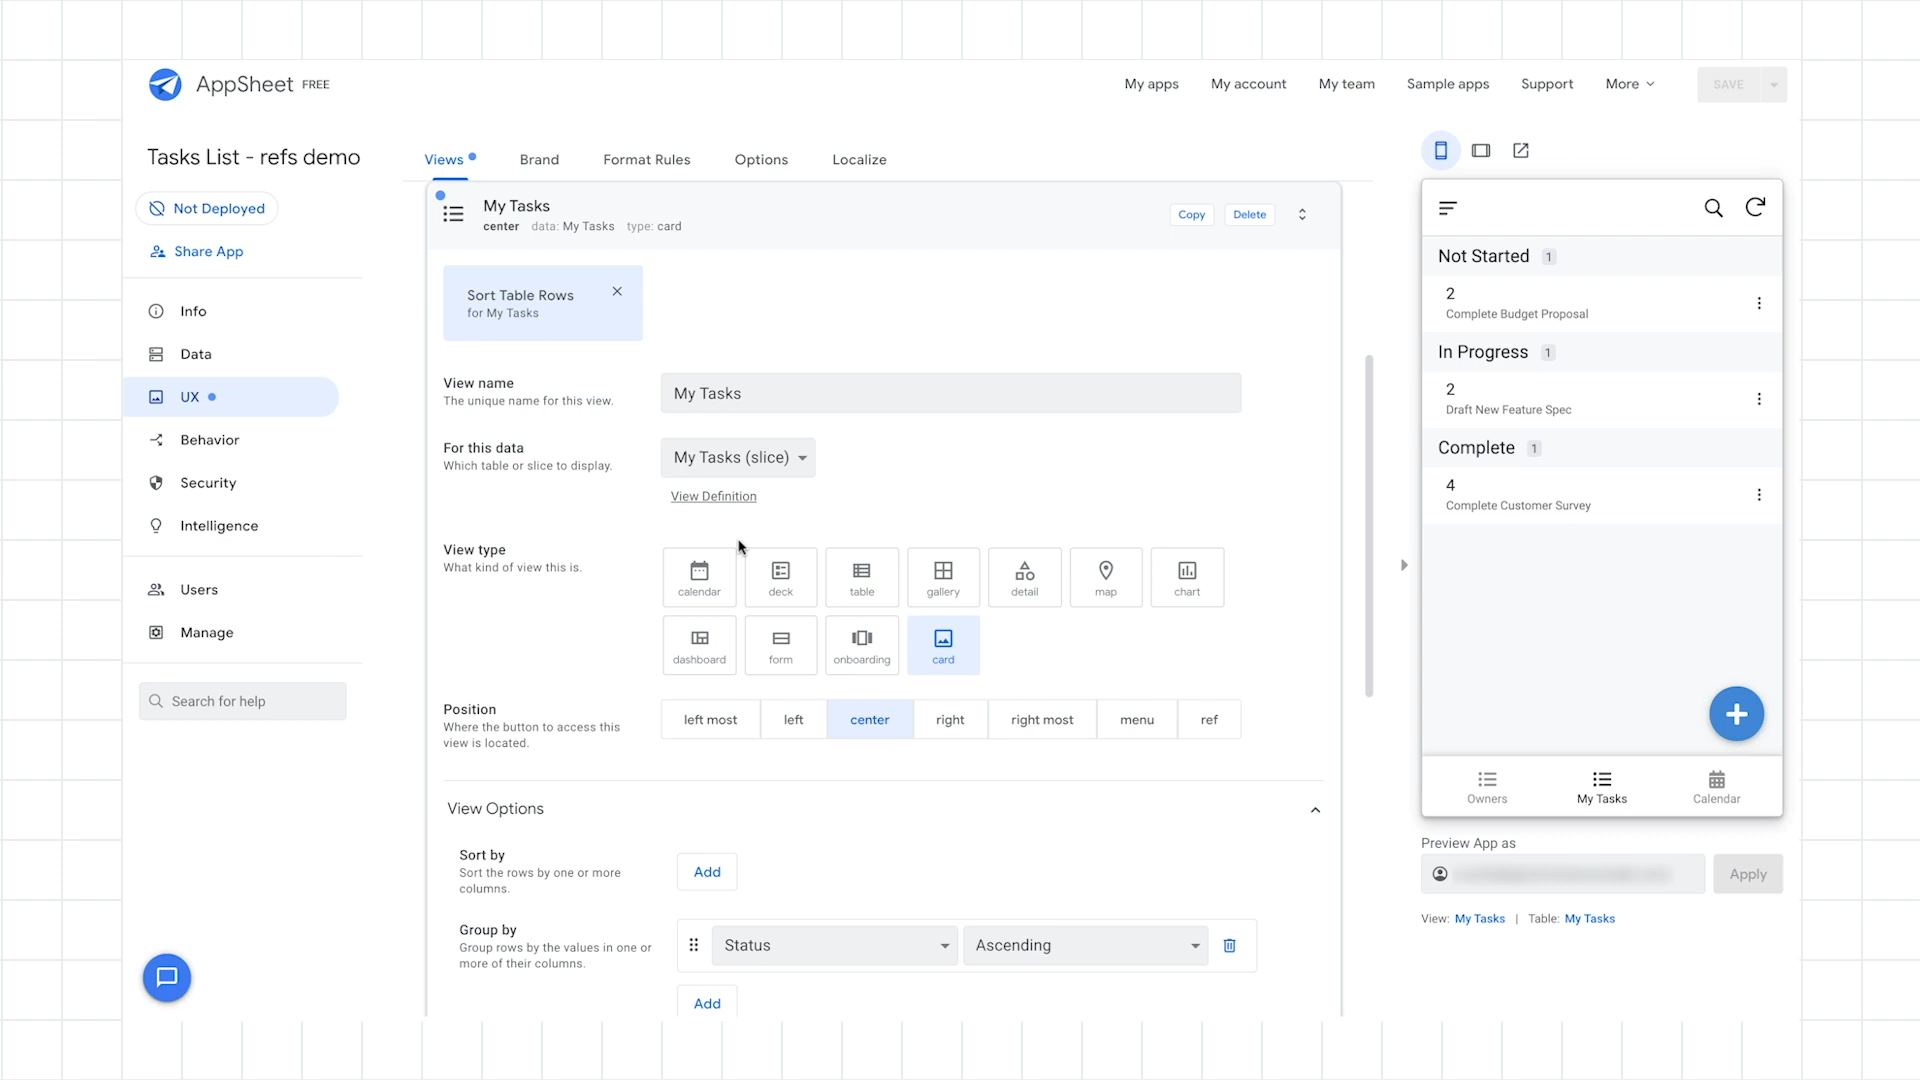 AppSheet FREE
My apps
My account
My team
Sample apps
Support
More
SAVE
Tasks List - refs demo
Not Deployed
Share App
Info
Data
UX
Behavior
Security
Intelligence
Users
Manage
Search for help
Views
Brand
Format Rules
Options
Localize
My Tasks
center data: My Tasks type: card
Copy
Delete
Sort Table Rows
for My Tasks
View name
The unique name for this view.
My Tasks
For this data
Which table or slice to display.
My Tasks (slice)
View Definition
View type
What kind of view this is.
calendar
deck
table
gallery
detail
map
chart
dashboard
form
onboarding
card
Position
Where the button to access this
view is located.
left most
left
center
right
right most
menu
ref
View Options
Sort by
Sort the rows by one or more
columns.
Add
Group by
Group rows by the values in one or
more of their columns.
Status
Ascending
Add
Not Started 1
2
Complete Budget Proposal
In Progress 1
2
Draft New Feature Spec
Complete 1
4
Complete Customer Survey
Owners
My Tasks
Calendar
Preview App as
Apply
View: My Tasks | Table: My Tasks